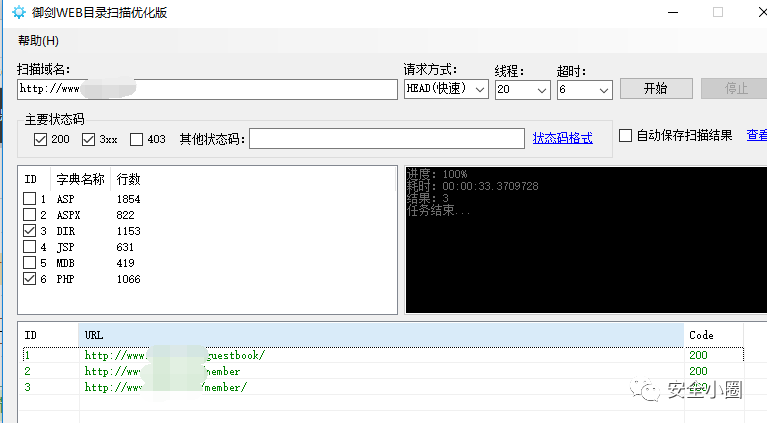 御剑WEB目录扫描优化版
帮助(H)
扫描域名：
请求方式：
线程：
超时：
http://www
HEAD(快速)
20
6
开始
停止
主要状态码
200
3xx
403
其他状态码：
状态码格式
自动保存扫描结果
查看
ID 字典名称 行数
1 ASP 1854
2 ASPX 822
3 DIR 1153
4 JSP 631
5 MDB 419
6 PHP 1066
进度：100%
耗时：00:00:33.3709728
结果：3
任务结束...
ID URL Code
1 http://www. guestbook/ 200
2 http://ww member 200
3 http://ww /member/
安全小圈